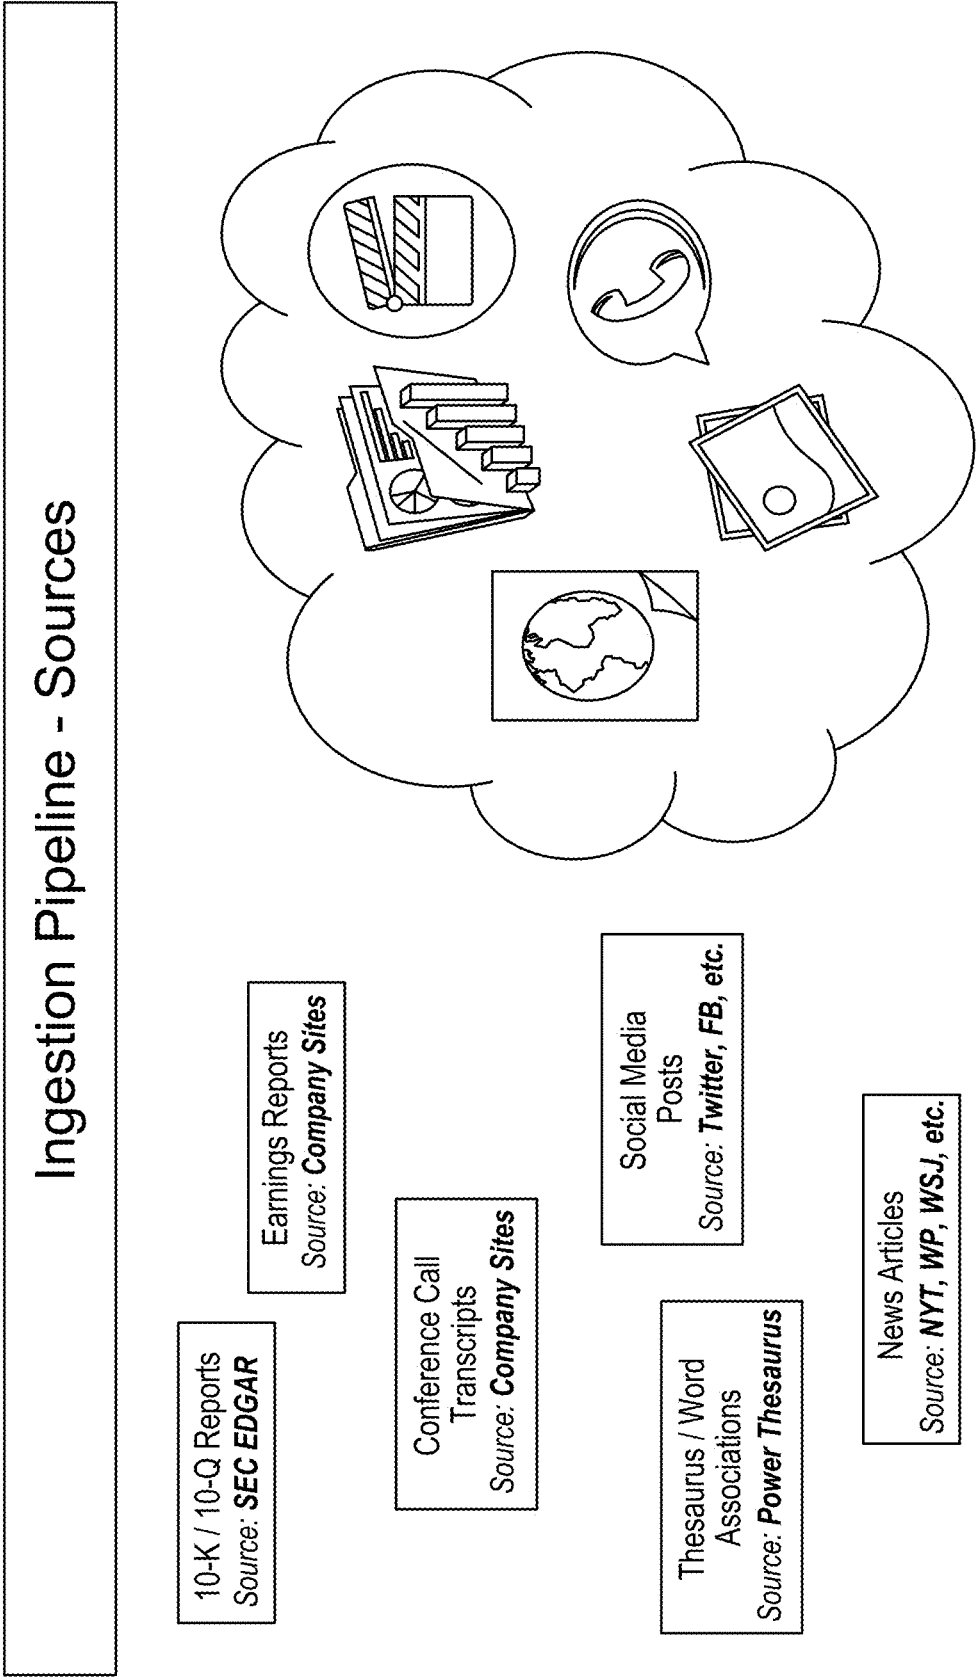 Ingestion Pipeline - Sources
10-K / 10-Q Reports
Source: SEC EDGAR
Earnings Reports
Source: Company Sites
Conference Call
Transcripts
Source: Company Sites
Social Media
Posts
Source: Twitter, FB, etc.
Thesaurus / Word
Associations
Source: Power Thesaurus
News Articles
Source: NYT, WP, WSJ, etc.